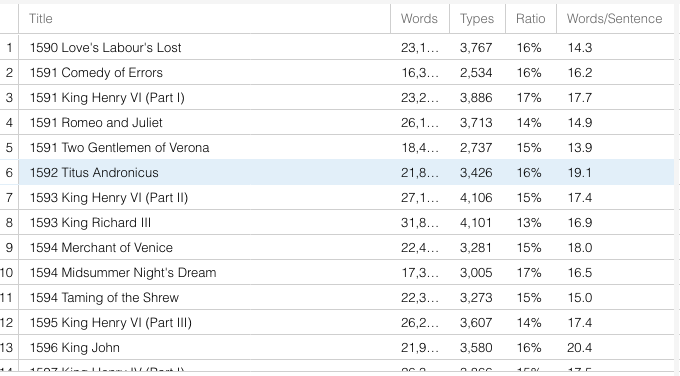 Title Words Types Ratio Words/Sentence
1 1590 Love's Labour's Lost 23,1... 3,767 16% 14.3
2 1591 Comedy of Errors 16,3... 2,534 16% 16.2
3 1591 King Henry VI (Part I) 23,2... 3,886 17% 17.7
4 1591 Romeo and Juliet 26,1... 3,713 14% 14.9
5 1591 Two Gentlemen of Verona 18,4... 2,737 15% 13.9
6 1592 Titus Andronicus 21,8... 3,426 16% 19.1
7 1593 King Henry VI (Part II) 27,1... 4,106 15% 17.4
8 1593 King Richard III 31,8... 4,101 13% 16.9
9 1594 Merchant of Venice 22,4... 3,281 15% 18.0
10 1594 Midsummer Night's Dream 17,3... 3,005 17% 16.5
11 1594 Taming of the Shrew 22,3... 3,273 15% 15.0
12 1595 King Henry VI (Part III) 26,2... 3,607 14% 17.4
13 1596 King John 21,9... 3,580 16% 20.4